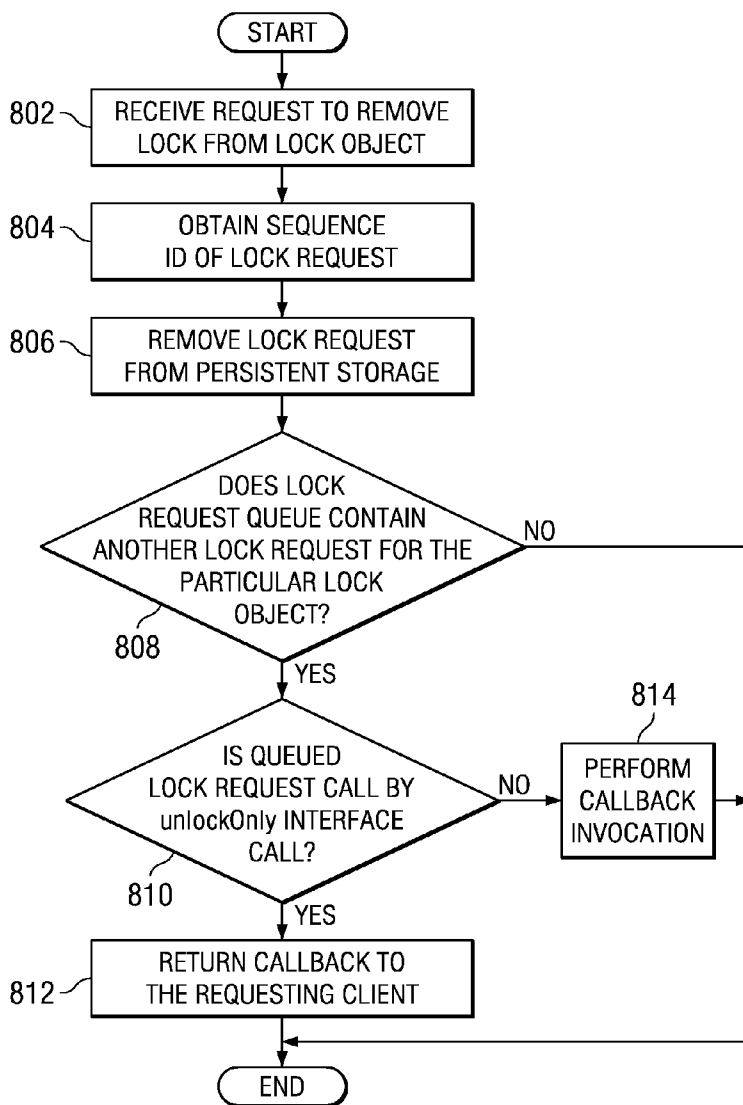 START
802
RECEIVE REQUEST TO REMOVE
LOCK FROM LOCK OBJECT
804
OBTAIN SEQUENCE
ID OF LOCK REQUEST
806
REMOVE LOCK REQUEST
FROM PERSISTENT STORAGE
DOES LOCK
REQUEST QUEUE CONTAIN
ANOTHER LOCK REQUEST FOR THE
PARTICULAR LOCK
OBJECT?
NO
808
YES
814
IS QUEUED
LOCK REQUEST CALL BY
unlockOnly INTERFACE
CALL?
NO
PERFORM
CALLBACK
INVOCATION
810
YES
812
RETURN CALLBACK TO
THE REQUESTING CLIENT
END